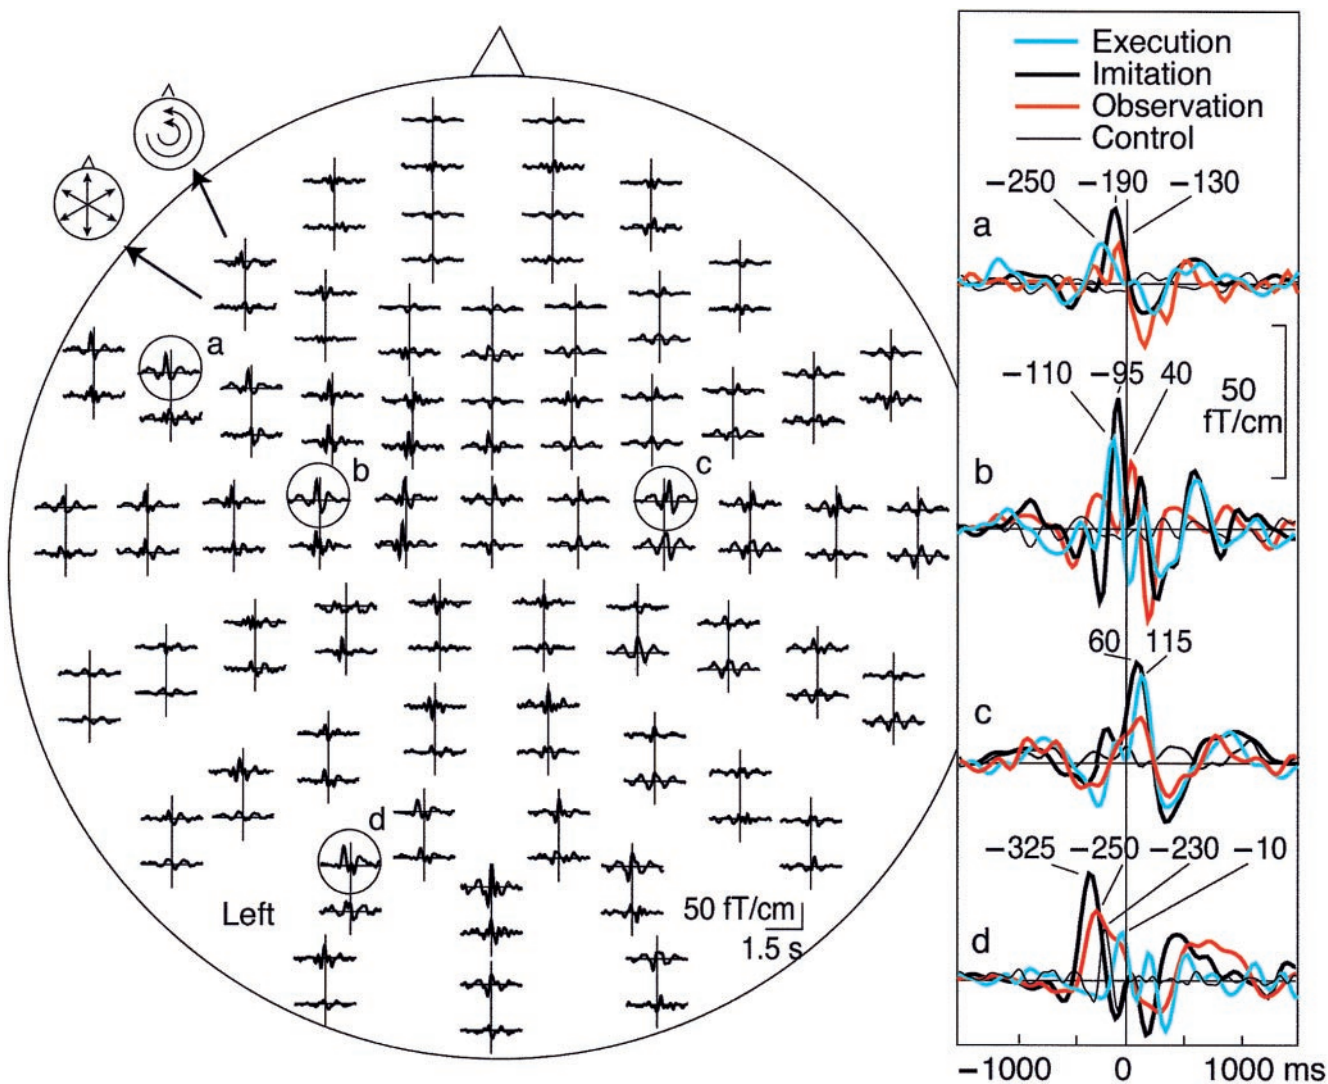 Execution
Imitation
Observation
Control
−250 −190 −130
a
−110 −95 40
50
fT/cm
b
60 115
c
−325 −250 −230 −10
d
−1000 0 1000 ms
a
b
c
d
Left
50 fT/cm
1.5 s